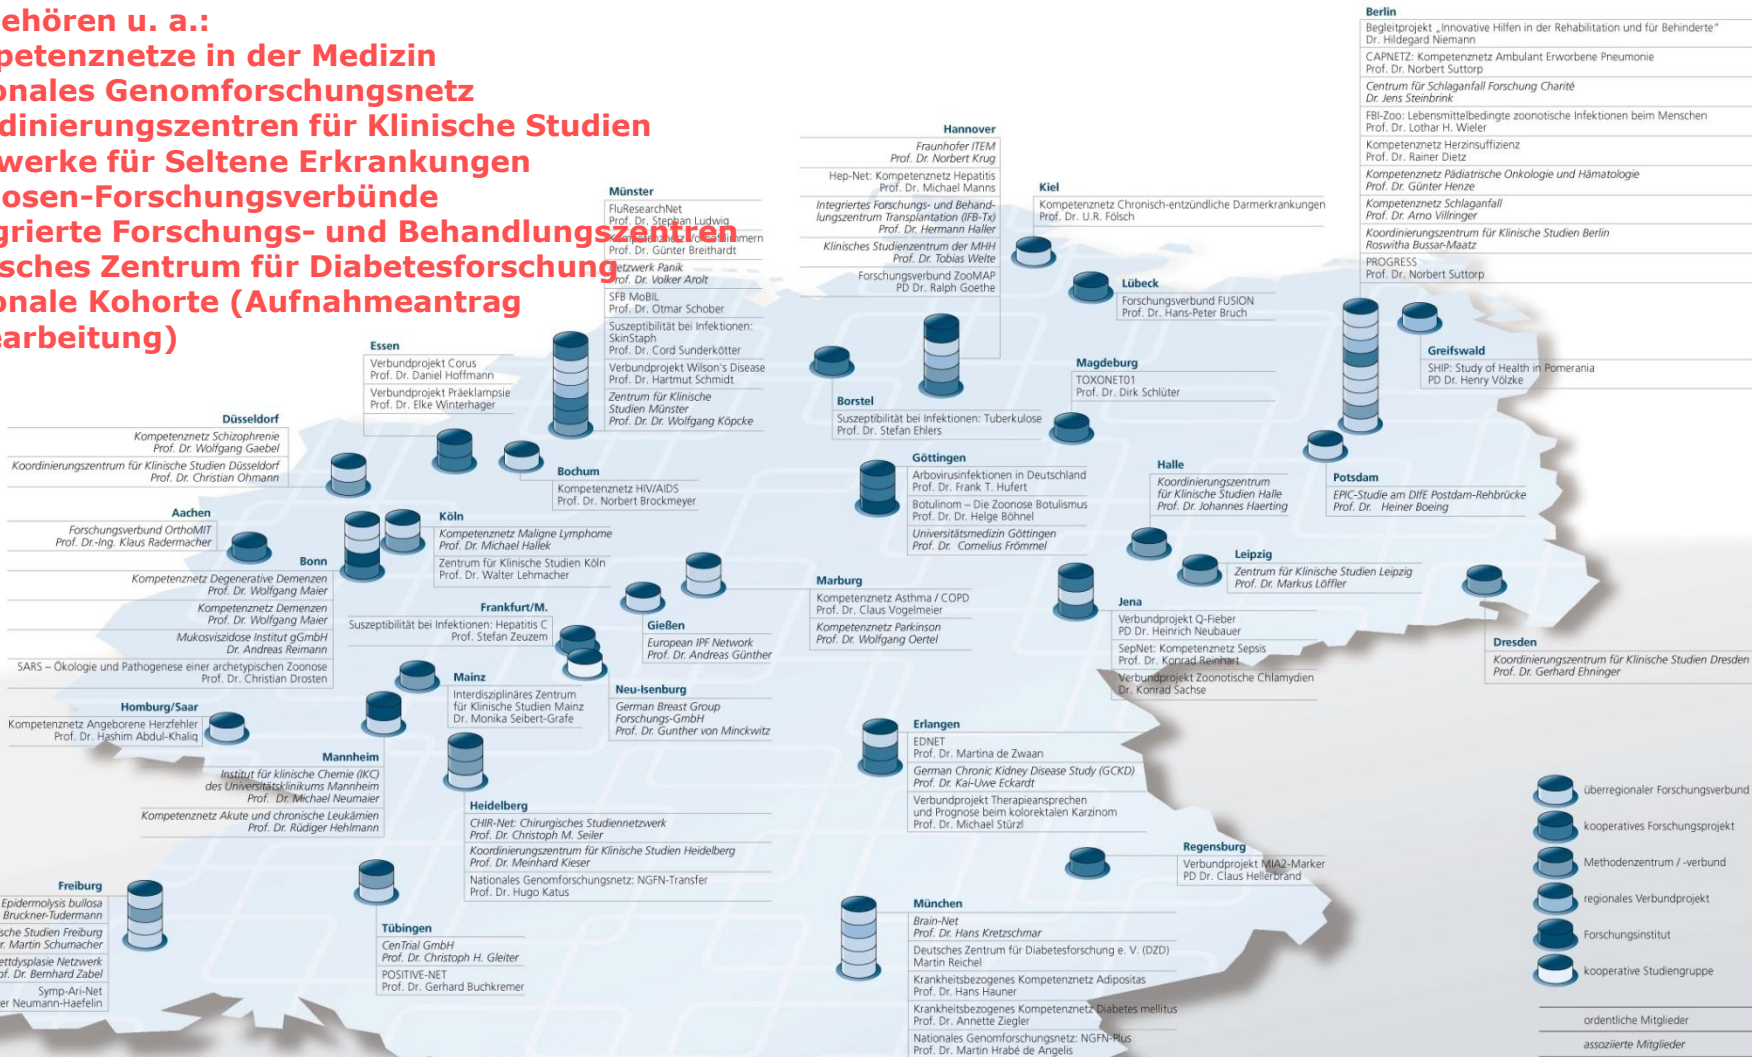 ehören u. a.:
petenznetze in der Medizin
onales Genomforschungsnetz
dinierungszentren für Klinische Studien
werke für Seltene Erkrankungen
osen-Forschungsverbünde
grierte Forschungs- und Behandlungszentren
sches Zentrum für Diabetesforschung
onale Kohorte (Aufnahmeantrag
earbeitung)
Berlin
Begleitprojekt „Innovative Hilfen in der Rehabilitation und für Behinderte“
Dr. Hildegard Niemann
CAPNETZ: Kompetenznetz Ambulant Erworbene Pneumonie
Prof. Dr. Norbert Suttorp
Centrum für Schlaganfall Forschung Charité
Dr. Jens Steinbrink
FBI-Zoo: Lebensmittelbedingte zoonotische Infektionen beim Menschen
Prof. Dr. Lothar H. Wieler
Kompetenznetz Herzinsuffizienz
Prof. Dr. Rainer Dietz
Kompetenznetz Pädiatrische Onkologie und Hämatologie
Prof. Dr. Günter Henze
Kompetenznetz Schlaganfall
Prof. Dr. Arno Villringer
Koordinierungszentrum für Klinische Studien Berlin
Roswitha Bussar-Maatz
PROGRESS
Prof. Dr. Norbert Suttorp
Hannover
Fraunhofer ITEM
Prof. Dr. Norbert Krug
Hep-Net: Kompetenznetz Hepatitis
Prof. Dr. Michael Manns
Integriertes Forschungs- und Behand-
lungszentrum Transplantation (IFB-Tx)
Prof. Dr. Hermann Haller
Klinisches Studienzentrum der MHH
Prof. Dr. Tobias Welte
Forschungsverbund ZooMAP
PD Dr. Ralph Goethe
Kiel
Kompetenznetz Chronisch-entzündliche Darmerkrankungen
Prof. Dr. U.R. Fölsch
Lübeck
Forschungsverbund FUSION
Prof. Dr. Hans-Peter Bruch
Greifswald
SHIP: Study of Health in Pomerania
PD Dr. Henry Völzke
Münster
FluResearchNet
Prof. Dr. Stephan Ludwig
Kompetenznetz Vorhofflimmern
Prof. Dr. Günter Breithardt
Netzwerk Panik
Prof. Dr. Volker Arolt
SFB MoBIL
Prof. Dr. Otmar Schober
Suszeptibilität bei Infektionen:
SkinStaph
Prof. Dr. Cord Sunderkötter
Verbundprojekt Wilson's Disease
Prof. Dr. Hartmut Schmidt
Zentrum für Klinische
Studien Münster
Prof. Dr. Dr. Wolfgang Köpcke
Essen
Verbundprojekt Corus
Prof. Dr. Daniel Hoffmann
Verbundprojekt Präeklampsie
Prof. Dr. Elke Winterhager
Borstel
Suszeptibilität bei Infektionen: Tuberkulose
Prof. Dr. Stefan Ehlers
Magdeburg
TOXONET01
Prof. Dr. Dirk Schlüter
Düsseldorf
Kompetenznetz Schizophrenie
Prof. Dr. Wolfgang Gaebel
Koordinierungszentrum für Klinische Studien Düsseldorf
Prof. Dr. Christian Ohmann
Bochum
Kompetenznetz HIV/AIDS
Prof. Dr. Norbert Brockmeyer
Göttingen
Arbovirusinfektionen in Deutschland
Prof. Dr. Frank T. Hufert
Botulinom – Die Zoonose Botulismus
Prof. Dr. Dr. Helge Böhnel
Universitätsmedizin Göttingen
Prof. Dr. Cornelius Frömmel
Halle
Koordinierungszentrum
für Klinische Studien Halle
Prof. Dr. Johannes Haerting
Potsdam
EPIC-Studie am DIfE Postdam-Rehbrücke
Prof. Dr. Heiner Boeing
Aachen
Forschungsverbund OrthoMIT
Prof. Dr.-Ing. Klaus Radermacher
Köln
Kompetenznetz Maligne Lymphome
Prof. Dr. Michael Hallek
Zentrum für Klinische Studien Köln
Prof. Dr. Walter Lehmacher
Bonn
Kompetenznetz Degenerative Demenzen
Prof. Dr. Wolfgang Maier
Kompetenznetz Demenzen
Prof. Dr. Wolfgang Maier
Mukosviszidose Institut gGmbH
Dr. Andreas Reimann
SARS – Ökologie und Pathogenese einer archetypischen Zoonose
Prof. Dr. Christian Drosten
Leipzig
Zentrum für Klinische Studien Leipzig
Prof. Dr. Markus Löffler
Marburg
Kompetenznetz Asthma / COPD
Prof. Dr. Claus Vogelmeier
Kompetenznetz Parkinson
Prof. Dr. Wolfgang Oertel
Frankfurt/M.
Suszeptibilität bei Infektionen: Hepatitis C
Prof. Stefan Zeuzem
Gießen
European IPF Network
Prof. Dr. Andreas Günther
Jena
Verbundprojekt Q-Fieber
PD Dr. Heinrich Neubauer
SepNet: Kompetenznetz Sepsis
Prof. Dr. Konrad Reinhart
Verbundprojekt Zoonotische Chlamydien
Dr. Konrad Sachse
Dresden
Koordinierungszentrum für Klinische Studien Dresden
Prof. Dr. Gerhard Ehninger
Mainz
Interdisziplinäres Zentrum
für Klinische Studien Mainz
Dr. Monika Seibert-Grafe
Neu-Isenburg
German Breast Group
Forschungs-GmbH
Prof. Dr. Gunther von Minckwitz
Homburg/Saar
Kompetenznetz Angeborene Herzfehler
Prof. Dr. Hashim Abdul-Khaliq
Erlangen
EDNET
Prof. Dr. Martina de Zwaan
German Chronic Kidney Disease Study (GCKD)
Prof. Dr. Kai-Uwe Eckardt
Verbundprojekt Therapieansprechen
und Prognose beim kolorektalen Karzinom
Prof. Dr. Michael Stürzl
Mannheim
Institut für klinische Chemie (IKC)
des Universitätsklinikums Mannheim
Prof. Dr. Michael Neumaier
Kompetenznetz Akute und chronische Leukämien
Prof. Dr. Rüdiger Hehlmann
Heidelberg
CHIR-Net: Chirurgisches Studiennetzwerk
Prof. Dr. Christoph M. Seiler
Koordinierungszentrum für Klinische Studien Heidelberg
Prof. Dr. Meinhard Kieser
Nationales Genomforschungsnetz: NGFN-Transfer
Prof. Dr. Hugo Katus
Regensburg
Verbundprojekt MIA2-Marker
PD Dr. Claus Hellerbrand
Freiburg
Epidermolysis bullosa
Bruckner-Tudermann
ische Studien Freiburg
r. Martin Schumacher
ettdysplasie Netzwerk
of. Dr. Bernhard Zabel
Symp-Ari-Net
er Neumann-Haefelin
Tübingen
CenTrial GmbH
Prof. Dr. Christoph H. Gleiter
POSITIVE-NET
Prof. Dr. Gerhard Buchkremer
München
Brain-Net
Prof. Dr. Hans Kretzschmar
Deutsches Zentrum für Diabetesforschung e. V. (DZD)
Martin Reichel
Krankheitsbezogenes Kompetenznetz Adipositas
Prof. Dr. Hans Hauner
Krankheitsbezogenes Kompetenznetz Diabetes mellitus
Prof. Dr. Annette Ziegler
Nationales Genomforschungsnetz: NGFN-Plus
Prof. Dr. Martin Hrabé de Angelis
überregionaler Forschungsverbund
kooperatives Forschungsprojekt
Methodenzentrum / -verbund
regionales Verbundprojekt
Forschungsinstitut
kooperative Studiengruppe
ordentliche Mitglieder
assoziierte Mitglieder